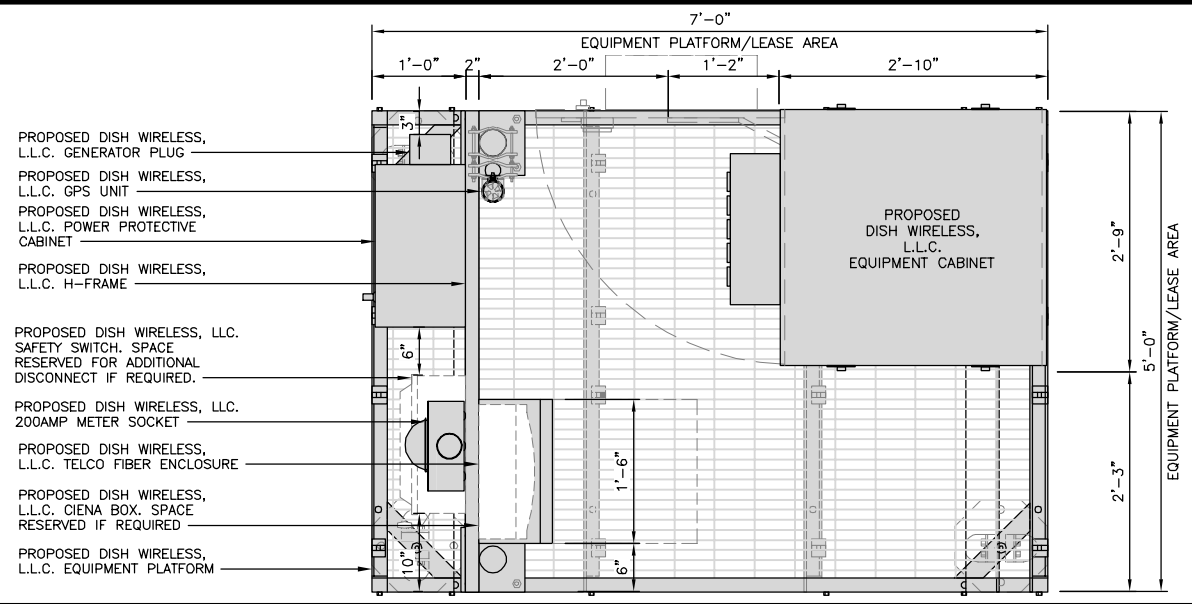 7'-0"
EQUIPMENT PLATFORM/LEASE AREA
1'-0"
2"
2'-0"
1'-2"
2'-10"
3"
PROPOSED DISH WIRELESS,
L.L.C. GENERATOR PLUG
PROPOSED DISH WIRELESS,
L.L.C. GPS UNIT
PROPOSED DISH WIRELESS,
L.L.C. POWER PROTECTIVE
CABINET
PROPOSED DISH WIRELESS,
L.L.C. H-FRAME
PROPOSED DISH WIRELESS, LLC.
SAFETY SWITCH. SPACE
RESERVED FOR ADDITIONAL
DISCONNECT IF REQUIRED.
PROPOSED DISH WIRELESS, LLC.
200AMP METER SOCKET
PROPOSED DISH WIRELESS,
L.L.C. TELCO FIBER ENCLOSURE
PROPOSED DISH WIRELESS,
L.L.C. CIENA BOX. SPACE
RESERVED IF REQUIRED
PROPOSED DISH WIRELESS,
L.L.C. EQUIPMENT PLATFORM
6"
10"
1'-6"
6"
PROPOSED
DISH WIRELESS,
L.L.C.
EQUIPMENT CABINET
2'-9"
2'-3"
5'-0"
EQUIPMENT PLATFORM/LEASE AREA